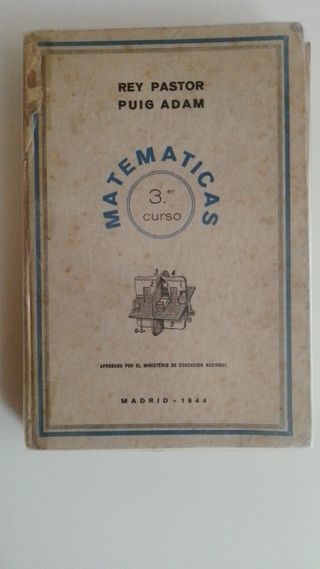 REY PASTOR
PUIG ADAM
MATEMATICAS
3.er
curso
APROBADA POR EL MINISTERIO DE EDUCACION NACIONAL
MADRID - 1944